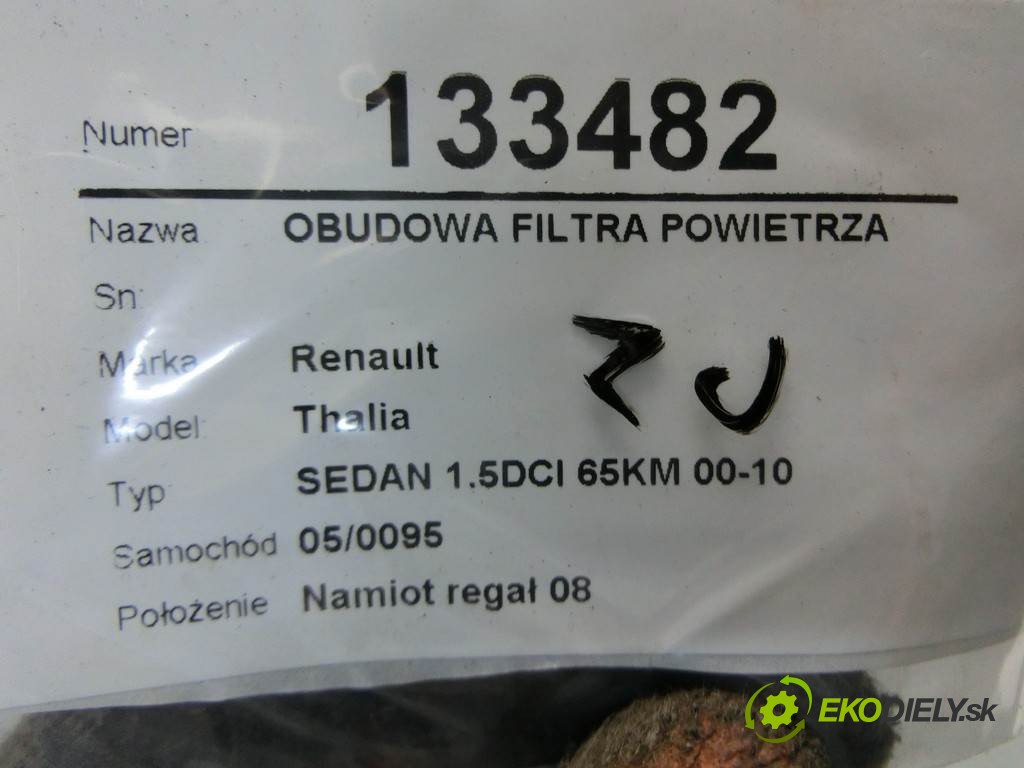 Numer 133482
Nazwa OBUDOWA FILTRA POWIETRZA
Sn:
Marka Renault
Model: Thalia
Typ SEDAN 1.5DCI 65KM 00-10
Samochód 05/0095
Położenie Namiot regał 08
EKODIELY.sk